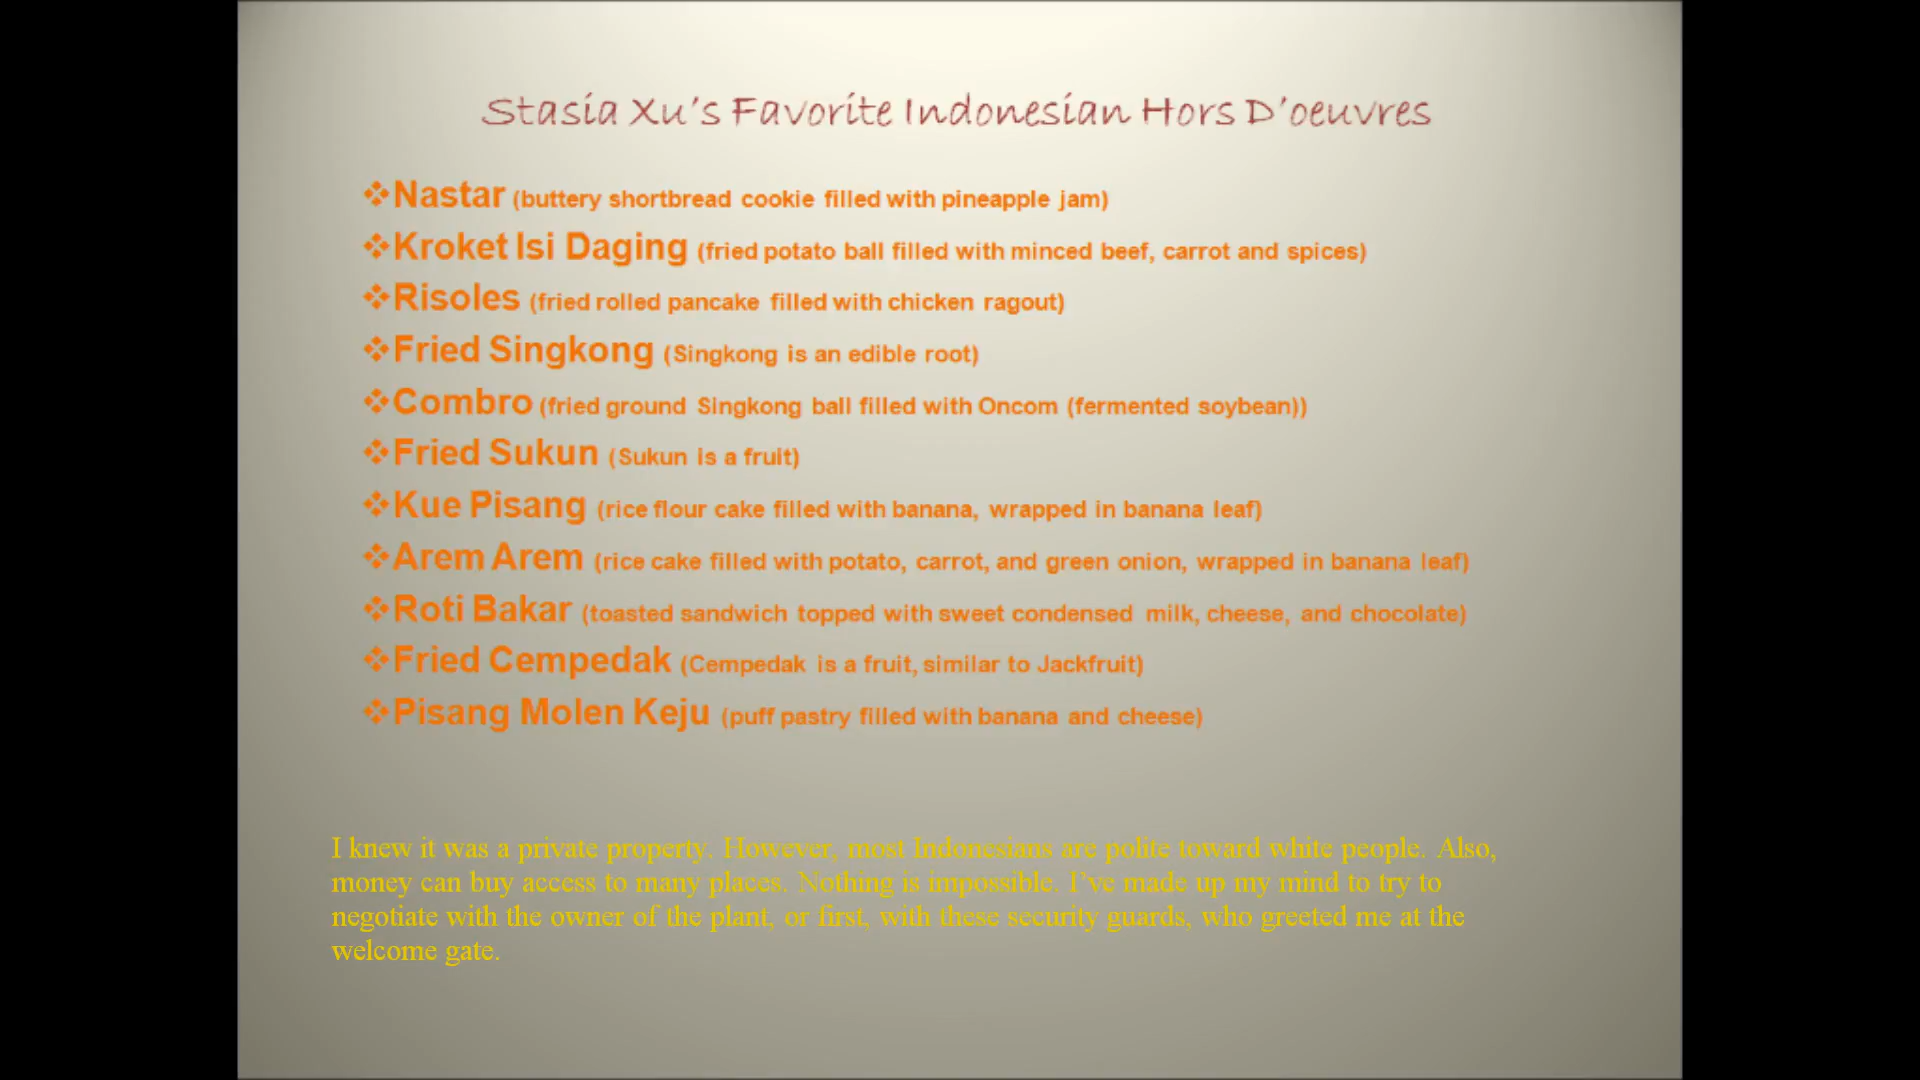 Stasia Xu's Favorite Indonesian Hors D'oeuvres
❖Nastar (buttery shortbread cookie filled with pineapple jam)
❖Kroket Isi Daging (fried potato ball filled with minced beef, carrot and spices)
❖Risoles (fried rolled pancake filled with chicken ragout)
❖Fried Singkong (Singkong is an edible root)
❖Combro (fried ground Singkong ball filled with Oncom (fermented soybean))
❖Fried Sukun (Sukun is a fruit)
❖Kue Pisang (rice flour cake filled with banana, wrapped in banana leaf)
❖Arem Arem (rice cake filled with potato, carrot, and green onion, wrapped in banana leaf)
❖Roti Bakar (toasted sandwich topped with sweet condensed milk, cheese, and chocolate)
❖Fried Cempedak (Cempedak is a fruit, similar to Jackfruit)
❖Pisang Molen Keju (puff pastry filled with banana and cheese)
I knew it was a private property. However, most Indonesians are polite toward white people. Also,
money can buy access to many places. Nothing is impossible. I've made up my mind to try to
negotiate with the owner of the plant, or first, with these security guards, who greeted me at the
welcome gate.